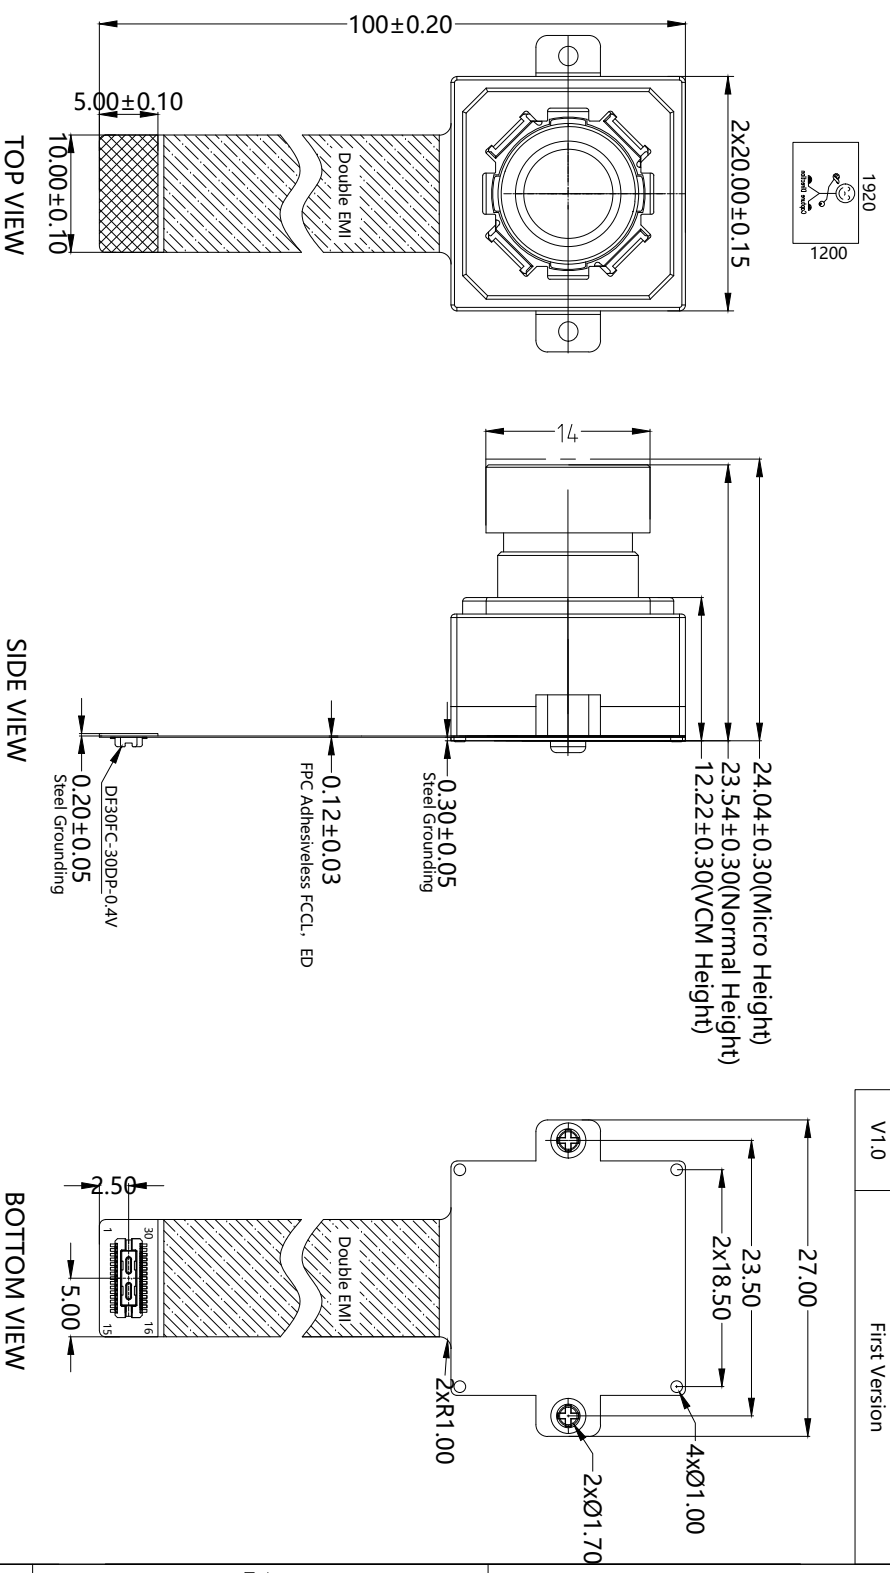 100±0.20
5.00±0.10
10.00±0.10
Double EMI
2x20.00±0.15
1920
1200
TOP VIEW
14
24.04±0.30(Micro Height)
23.54±0.30(Normal Height)
12.22±0.30(VCM Height)
0.30±0.05
Steel Grounding
0.12±0.03
FPC Adhesiveless FCCL, ED
DF30FC-30DP-0.4V
0.20±0.05
Steel Grounding
SIDE VIEW
V1.0
First Version
27.00
23.50
2x18.50
4xØ1.00
2xØ1.70
2xR1.00
Double EMI
2.50
1
30
15
16
5.00
BOTTOM VIEW